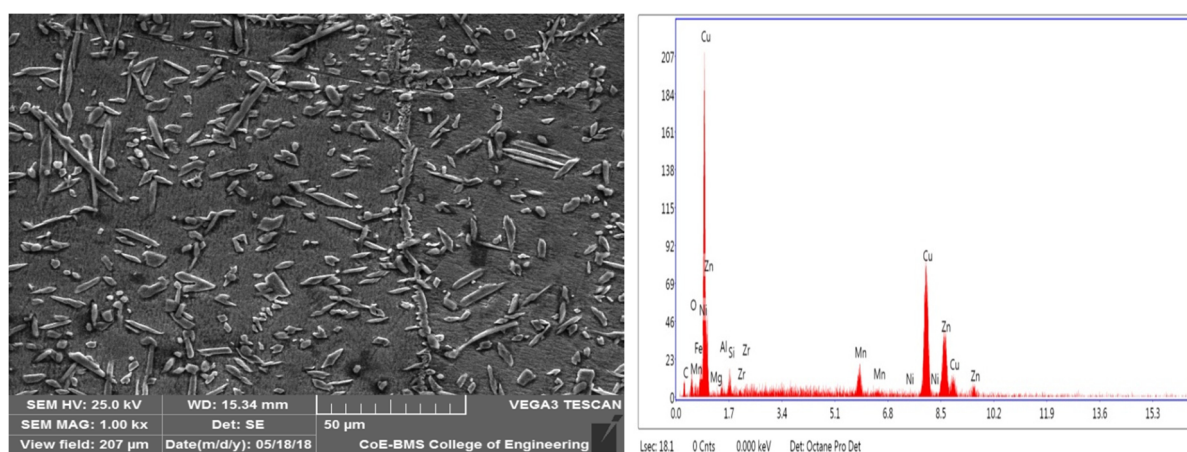 SEM HV: 25.0 kV WD: 15.34 mm VEGA3 TESCAN
SEM MAG: 1.00 kx Det: SE 50 µm
View field: 207 µm Date(m/d/y): 05/18/18 CoE-BMS College of Engineering
Cu
207
184
161
138
115
92
69
46
23
0
Zn
O
Ni
Fe
Mn
C
Mg
Al
Si
Zr
Zr
Mn
Mn
Ni
Cu
Ni
Zn
Cu
Zn
0.0 1.7 3.4 5.1 6.8 8.5 10.2 11.9 13.6 15.3
Lsec: 18.1 0 Cnts 0.000 keV Det: Octane Pro Det